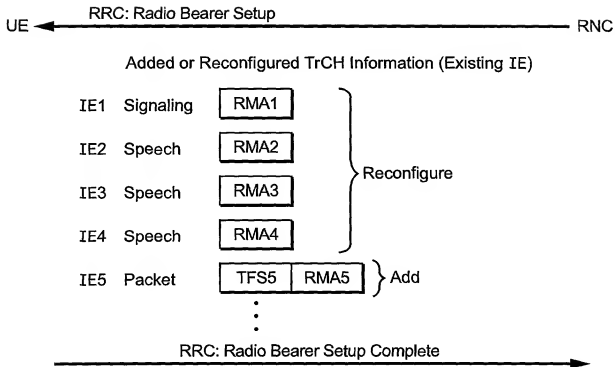 RRC: Radio Bearer Setup
UE RNC
Added or Reconfigured TrCH Information (Existing IE)
IE1 Signaling RMA1
IE2 Speech RMA2
Reconfigure
IE3 Speech RMA3
IE4 Speech RMA4
IE5 Packet TFS5 RMA5 Add
RRC: Radio Bearer Setup Complete